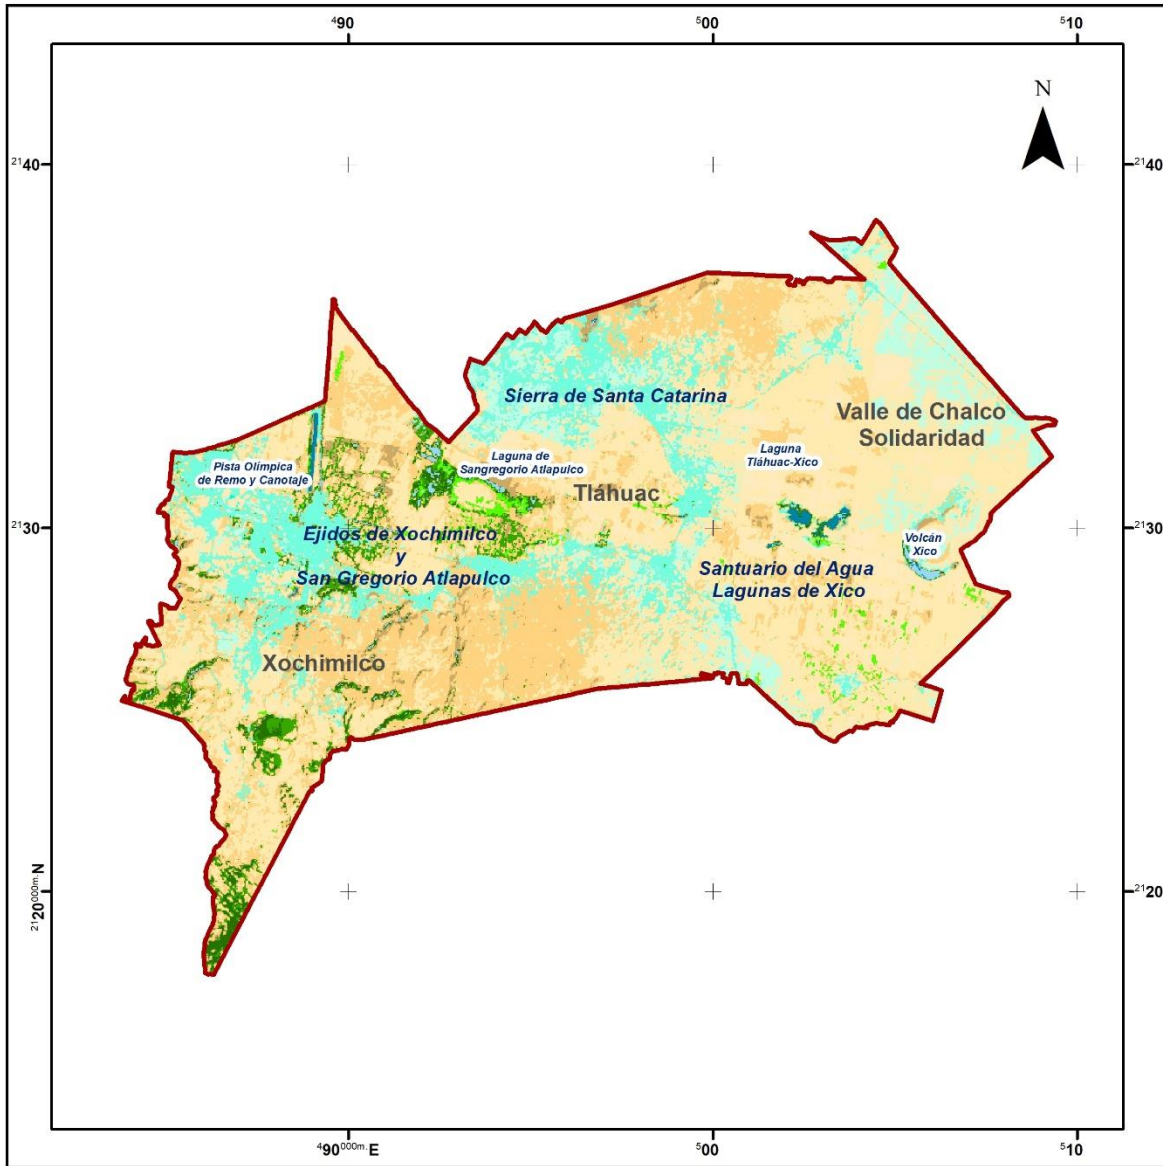 ⁴90
⁵00
⁵10
N
²¹40
²¹40
Sierra de Santa Catarina
Valle de Chalco
Solidaridad
Laguna
Tláhuac-Xico
Laguna de
Sangregorio Atlapulco
Pista Olímpica
de Remo y Canotaje
Tláhuac
²¹30
²¹30
Ejidos de Xochimilco
y
San Gregorio Atlapulco
Volcán
Xico
Santuario del Agua
Lagunas de Xico
Xochimilco
²¹20⁰⁰⁰ᵐ·N
²¹20
⁴90⁰⁰⁰ᵐ·E
⁵00
⁵10